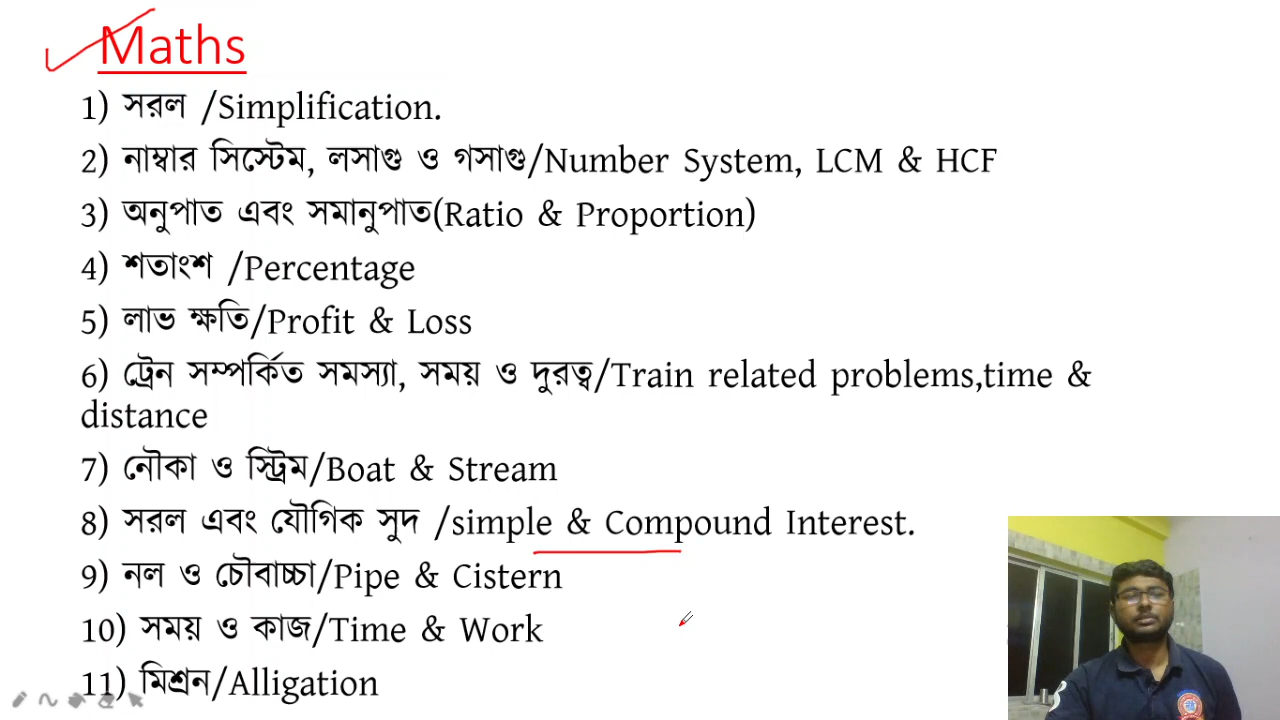 Maths
1) সরল /Simplification.
2) নাম্বার সিস্টেম, লসাগু ও গসাগু/Number System, LCM & HCF
3) অনুপাত এবং সমানুপাত(Ratio & Proportion)
4) শতাংশ /Percentage
5) লাভ ক্ষতি/Profit & Loss
6) ট্রেন সম্পর্কিত সমস্যা, সময় ও দুরত্ব/Train related problems,time &
distance
7) নৌকা ও স্ট্রিম/Boat & Stream
8) সরল এবং যৌগিক সুদ /simple & Compound Interest.
9) নল ও চৌবাচ্চা/Pipe & Cistern
10) সময় ও কাজ/Time & Work
11) মিশ্রন/Alligation